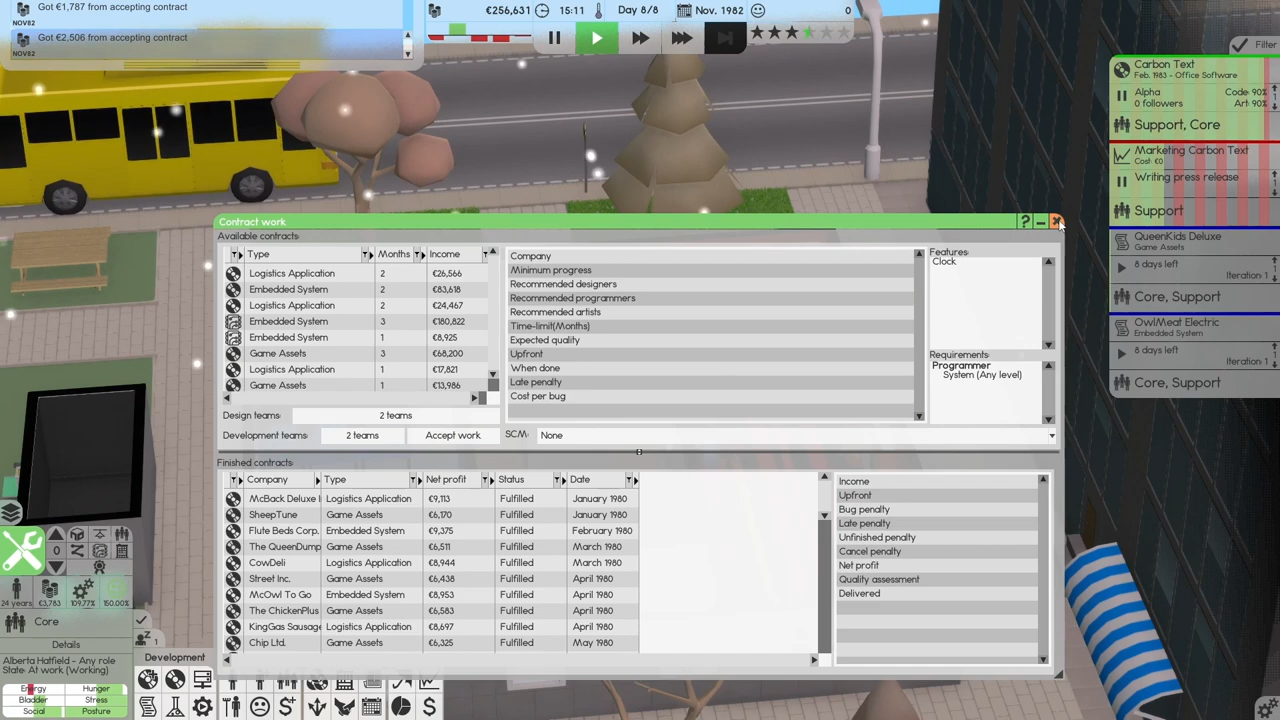 Got €1,787 from accepting contract
NOV82
Got €2,506 from accepting contract
NOV82
€256,631
15:11
Day 8/8
Nov. 1982
0
Filter
Carbon Text
Feb. 1983 - Office Software
Alpha
Code: 90%
0 followers
Art: 90%
1
Support, Core
Marketing Carbon Text
Cost: €0
Writing press release
1
Support
QueenKids Deluxe
Game Assets
8 days left
Iteration 1
Core, Support
OwlMeat Electric
Embedded System
8 days left
Iteration 1
Core, Support
Contract work
?
Available contracts:
Type Months Income
Logistics Application 2 €26,566
Embedded System 2 €83,618
Logistics Application 2 €24,467
Embedded System 3 €180,822
Embedded System 1 €8,925
Game Assets 3 €68,200
Logistics Application 1 €17,821
Game Assets 1 €13,986
Company
Minimum progress
Recommended designers
Recommended programmers
Recommended artists
Time-limit(Months)
Expected quality
Upfront
When done
Late penalty
Cost per bug
Features:
Clock
Requirements:
Programmer
System (Any level)
Design teams: 2 teams
Development teams: 2 teams Accept work SCM: None
Finished contracts:
Company Type Net profit Status Date
McBack Deluxe I Logistics Application €9,113 Fulfilled January 1980
SheepTune Game Assets €6,170 Fulfilled January 1980
Flute Beds Corp. Embedded System €9,375 Fulfilled February 1980
The QueenDump Game Assets €6,511 Fulfilled March 1980
CowDeli Logistics Application €8,944 Fulfilled March 1980
Street Inc. Game Assets €6,438 Fulfilled April 1980
McOwl To Go Embedded System €8,953 Fulfilled April 1980
The ChickenPlus Game Assets €6,583 Fulfilled April 1980
KingGas Sausage Logistics Application €8,697 Fulfilled April 1980
Chip Ltd. Game Assets €6,325 Fulfilled May 1980
Income
Upfront
Bug penalty
Late penalty
Unfinished penalty
Cancel penalty
Net profit
Quality assessment
Delivered
0
24 years €3,783 109.77% 150.00%
Core
Details
Z 1
Alberta Hatfield - Any role
State: At work (Working)
Energy Hunger
Bladder Stress
Social Posture
Development